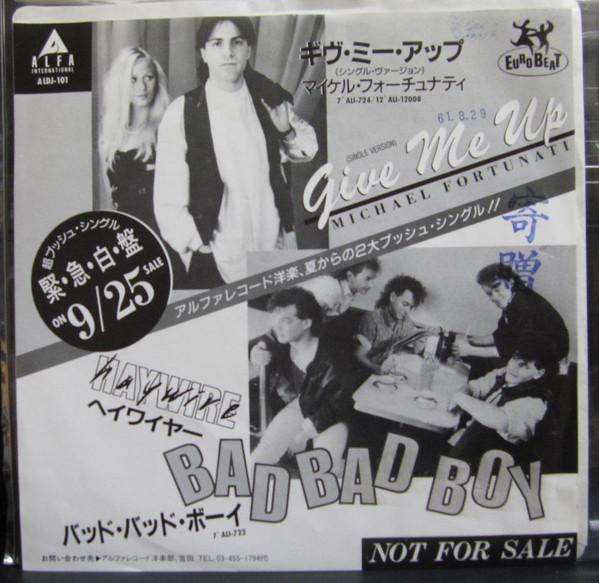 ALFA
INTERNATIONAL
ALDJ-101
ギヴ・ミー・アップ
(シングル・ヴァージョン)
マイケル・フォーチュナティ
7" ALI-724/12" ALI-12008
EUROBEAT
61.8.29
(SINGLE VERSION)
Give Me Up
MICHAEL FORTUNATI
寄贈
超プッシュ・シングル
緊・急・白・盤
ON 9/25 SALE
アルファレコード洋楽、夏からの2大プッシュ・シングル!!
HAYWIRE
ヘイワイヤー
BAD BAD BOY
バッド・バッド・ボーイ
7" ALI-722
お問い合わせ先▶アルファレコード洋楽部、吉田 TEL. 03-455-1794㈹
NOT FOR SALE